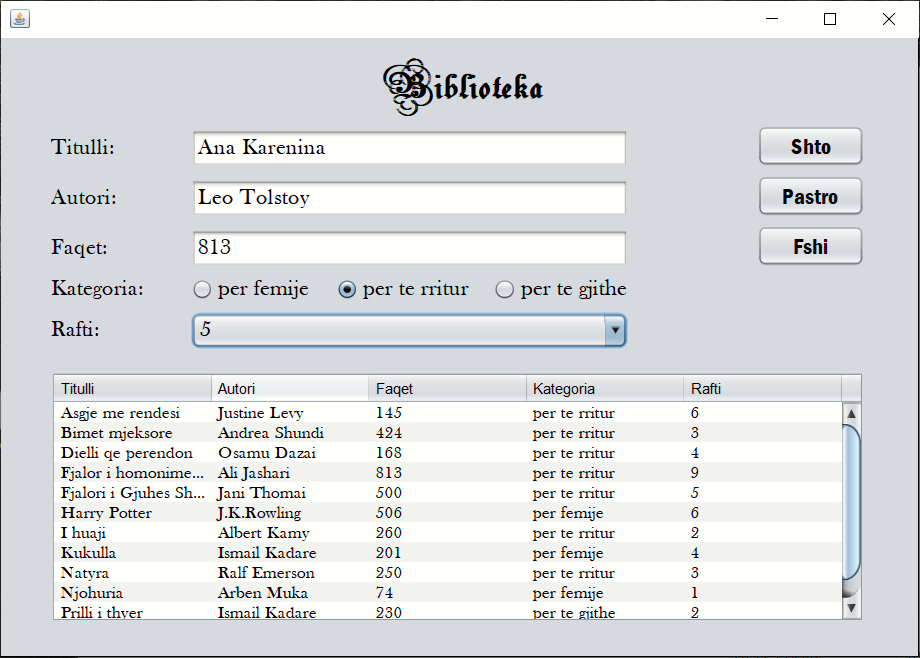 Biblioteka
Titulli: Ana Karenina Shto
Autori: Leo Tolstoy Pastro
Faqet: 813 Fshi
Kategoria: per femije per te rritur per te gjithe
Rafti: 5
Titulli Autori Faqet Kategoria Rafti
Asgje me rendesi Justine Levy 145 per te rritur 6
Bimet mjeksore Andrea Shundi 424 per te rritur 3
Dielli qe perendon Osamu Dazai 168 per te rritur 4
Fjalor i homonime... Ali Jashari 813 per te rritur 9
Fjalori i Gjuhes Sh... Jani Thomai 500 per te rritur 5
Harry Potter J.K.Rowling 506 per femije 6
I huaji Albert Kamy 260 per te rritur 2
Kukulla Ismail Kadare 201 per femije 4
Natyra Ralf Emerson 250 per te rritur 3
Njohuria Arben Muka 74 per femije 1
Prilli i thyer Ismail Kadare 230 per te gjithe 2